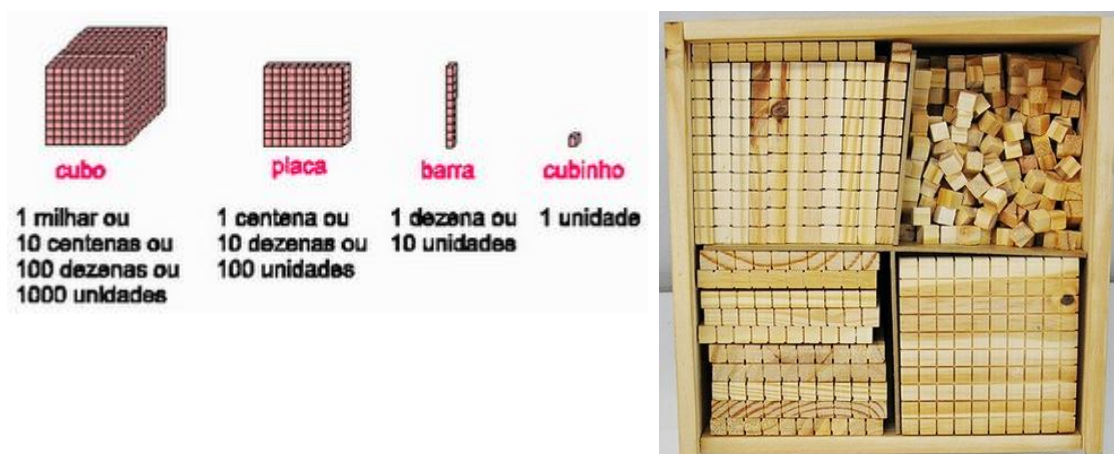 cubo
placa
barra
cubinho
1 milhar ou
10 centenas ou
100 dezenas ou
1000 unidades
1 centena ou
10 dezenas ou
100 unidades
1 dezena ou
10 unidades
1 unidade